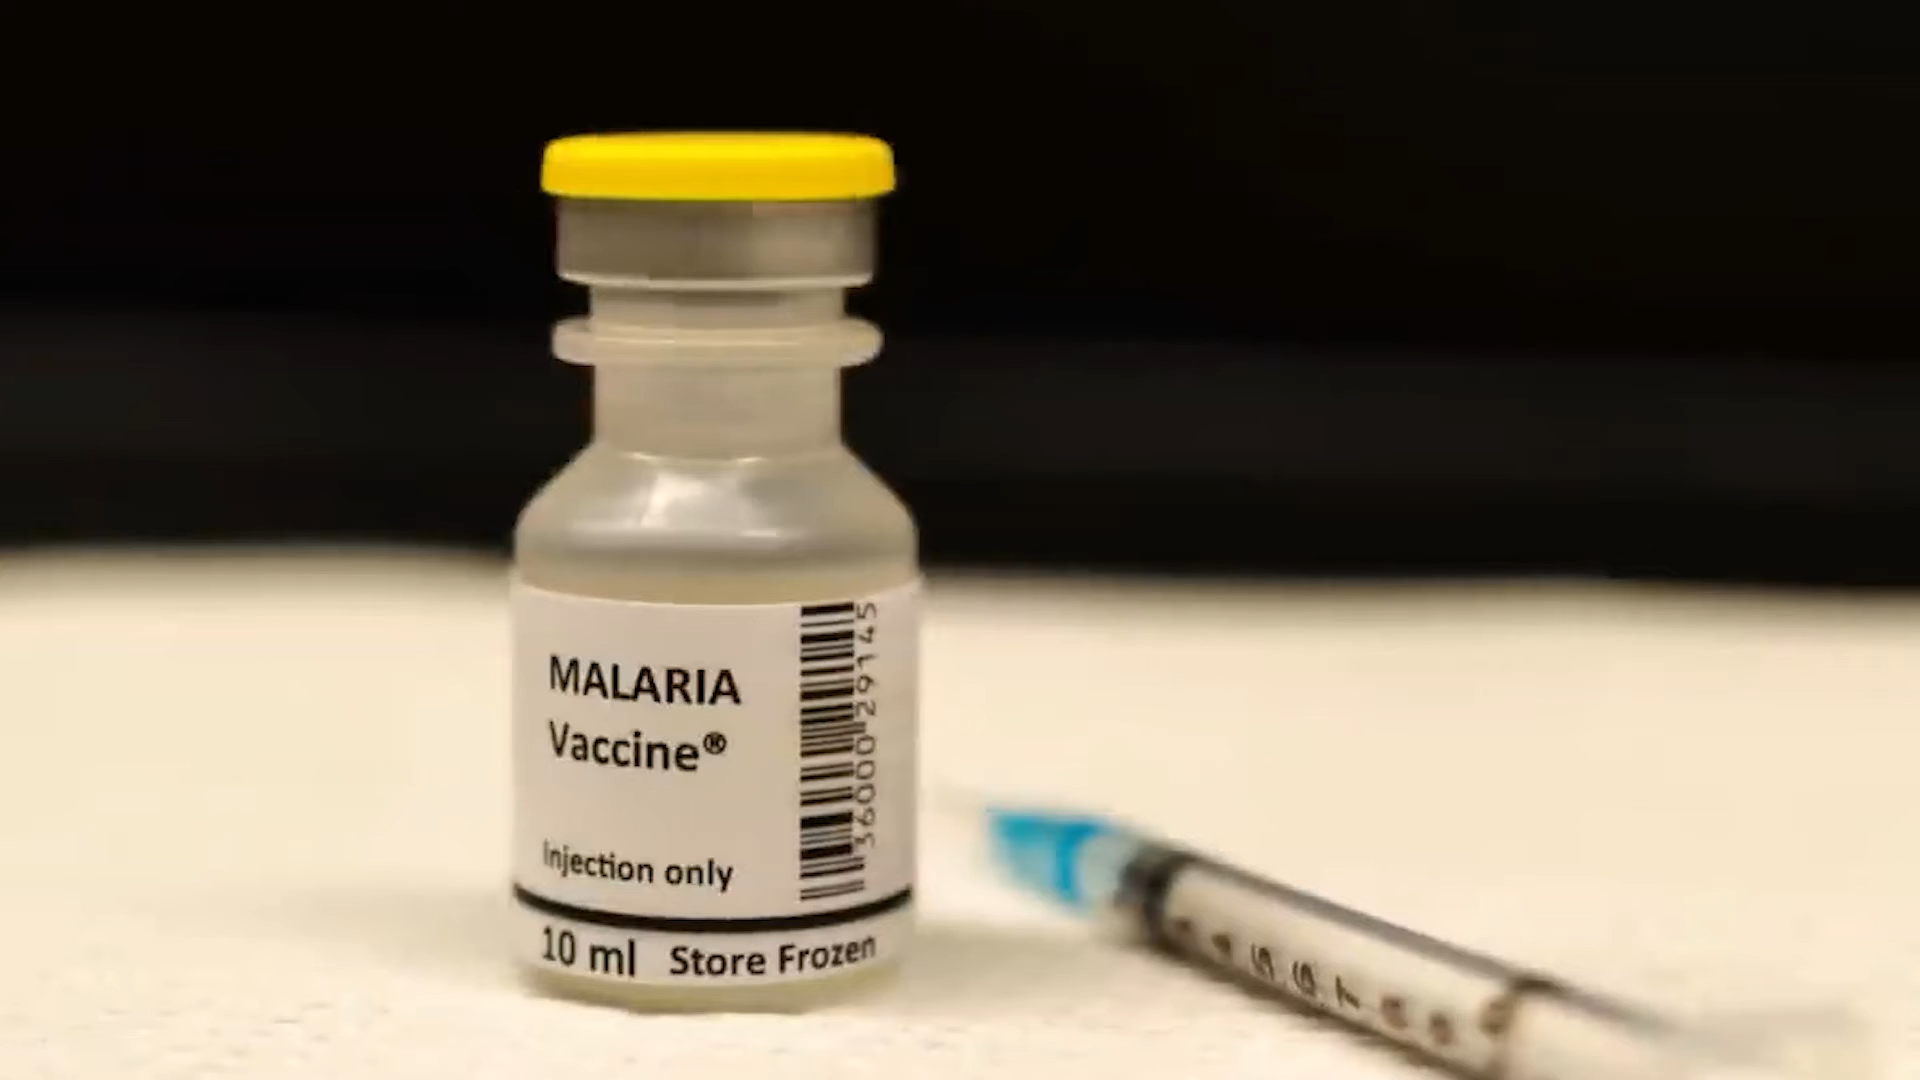 MALARIA
Vaccine®
Injection only
10 ml Store Frozen
3600029145